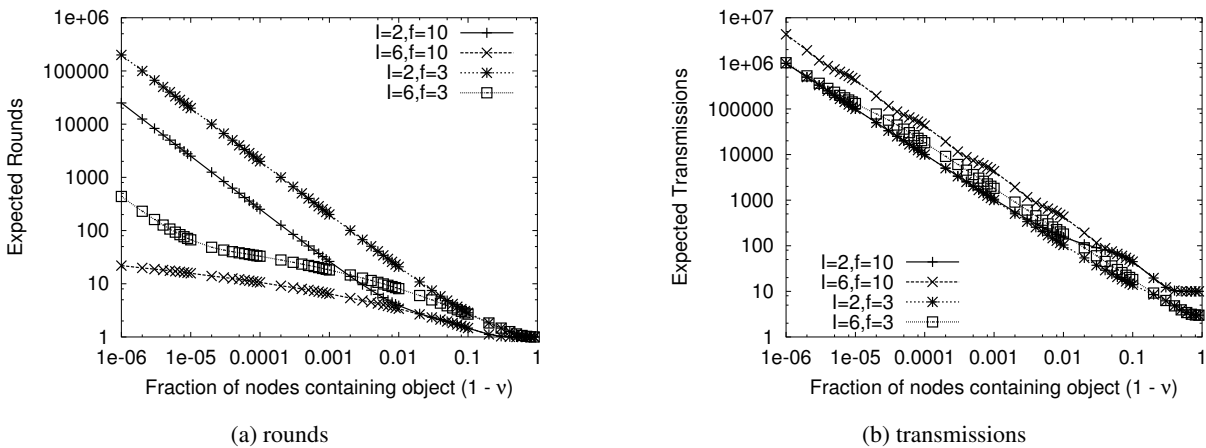 1e+06
100000
10000
1000
100
10
1
Expected Rounds
l=2,f=10
l=6,f=10
l=2,f=3
l=6,f=3
1e-06 1e-05 0.0001 0.001 0.01 0.1 1
Fraction of nodes containing object (1 - ν)
(a) rounds
1e+07
1e+06
100000
10000
1000
100
10
1
Expected Transmissions
l=2,f=10
l=6,f=10
l=2,f=3
l=6,f=3
1e-06 1e-05 0.0001 0.001 0.01 0.1 1
Fraction of nodes containing object (1 - ν)
(b) transmissions